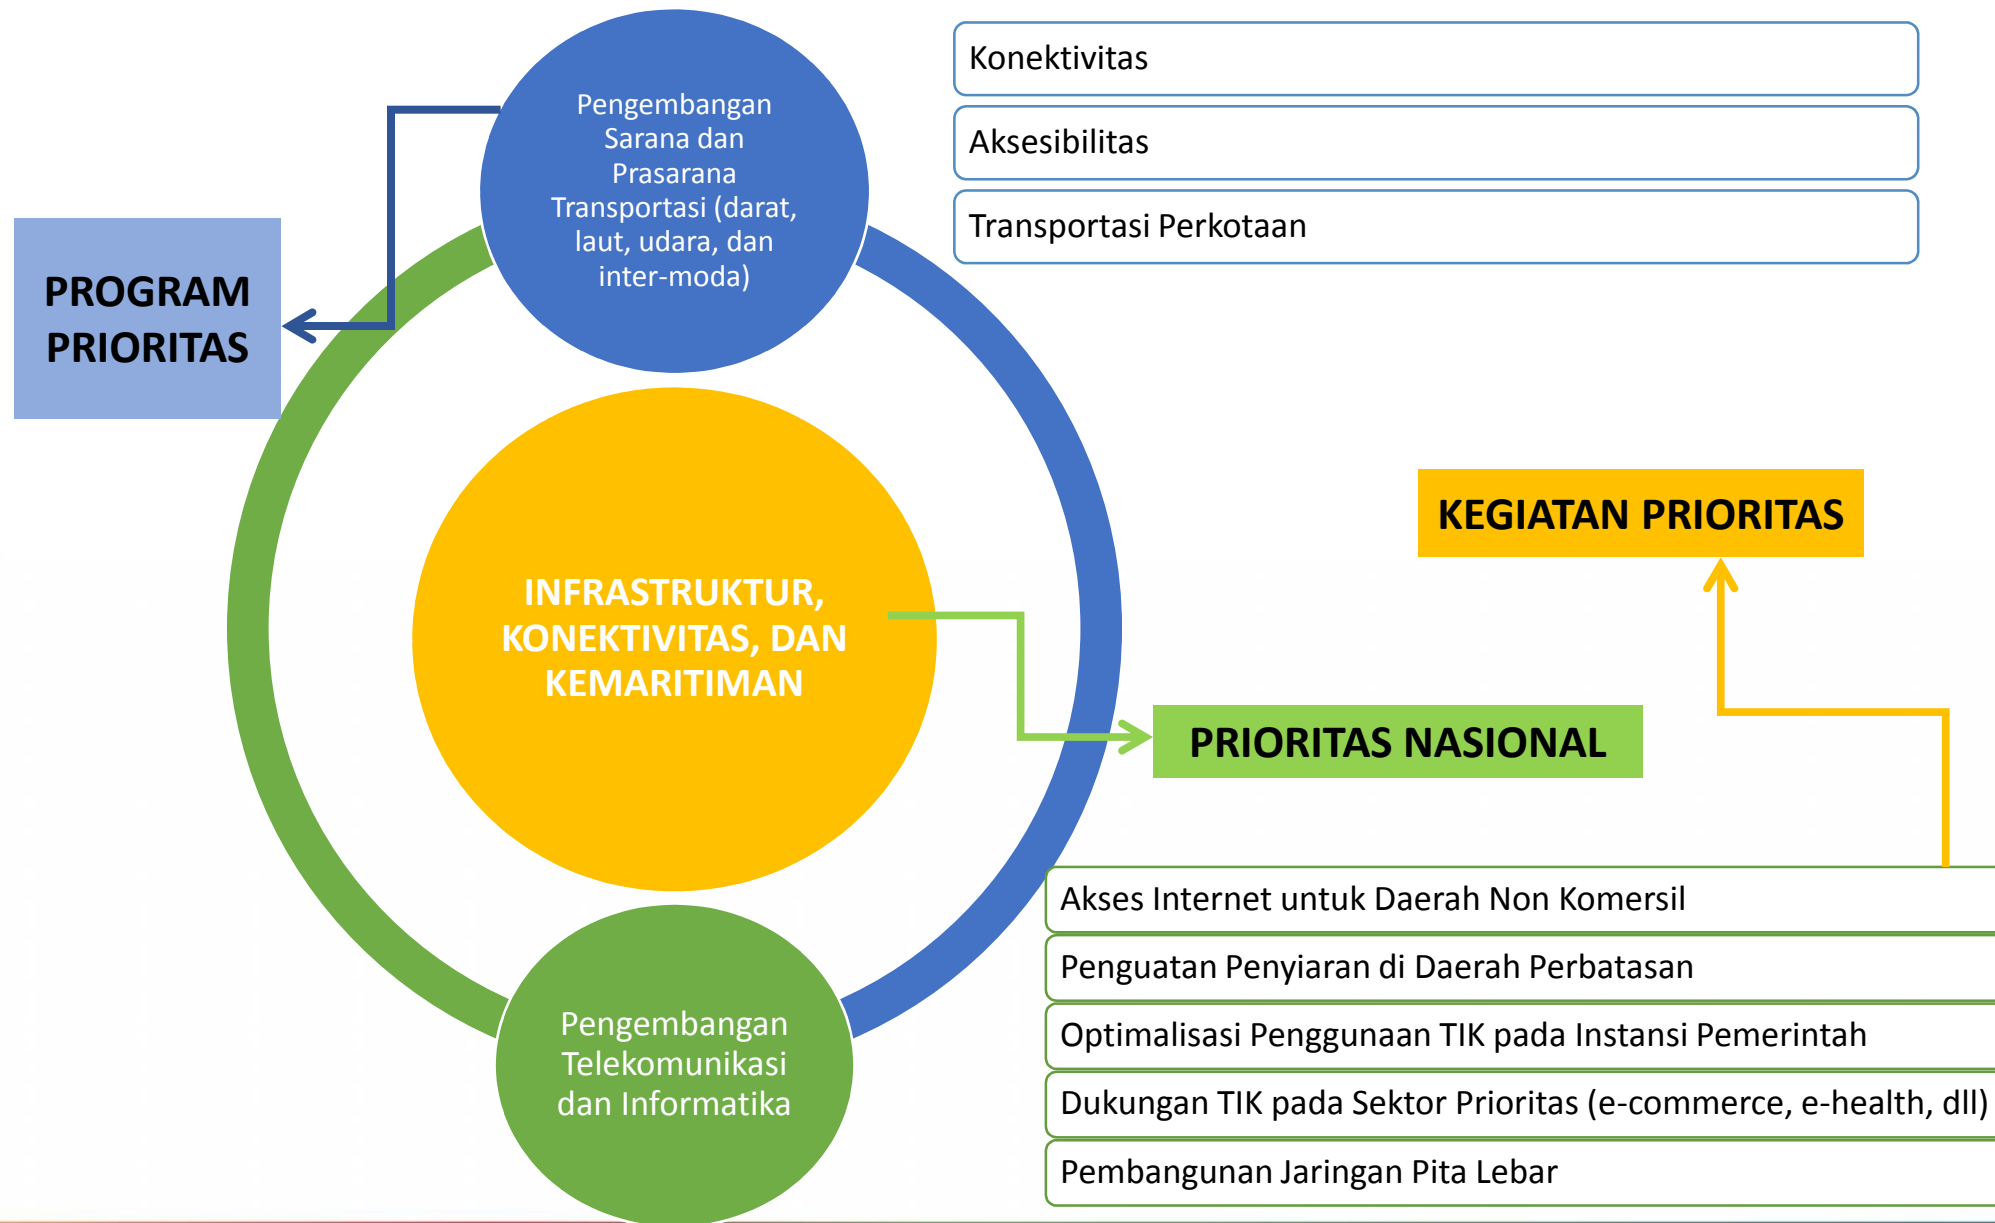 Pengembangan
Sarana dan
Prasarana
Transportasi (darat,
laut, udara, dan
inter-moda)
Konektivitas
Aksesibilitas
Transportasi Perkotaan
PROGRAM
PRIORITAS
INFRASTRUKTUR,
KONEKTIVITAS, DAN
KEMARITIMAN
KEGIATAN PRIORITAS
PRIORITAS NASIONAL
Pengembangan
Telekomunikasi
dan Informatika
Akses Internet untuk Daerah Non Komersil
Penguatan Penyiaran di Daerah Perbatasan
Optimalisasi Penggunaan TIK pada Instansi Pemerintah
Dukungan TIK pada Sektor Prioritas (e-commerce, e-health, dll)
Pembangunan Jaringan Pita Lebar